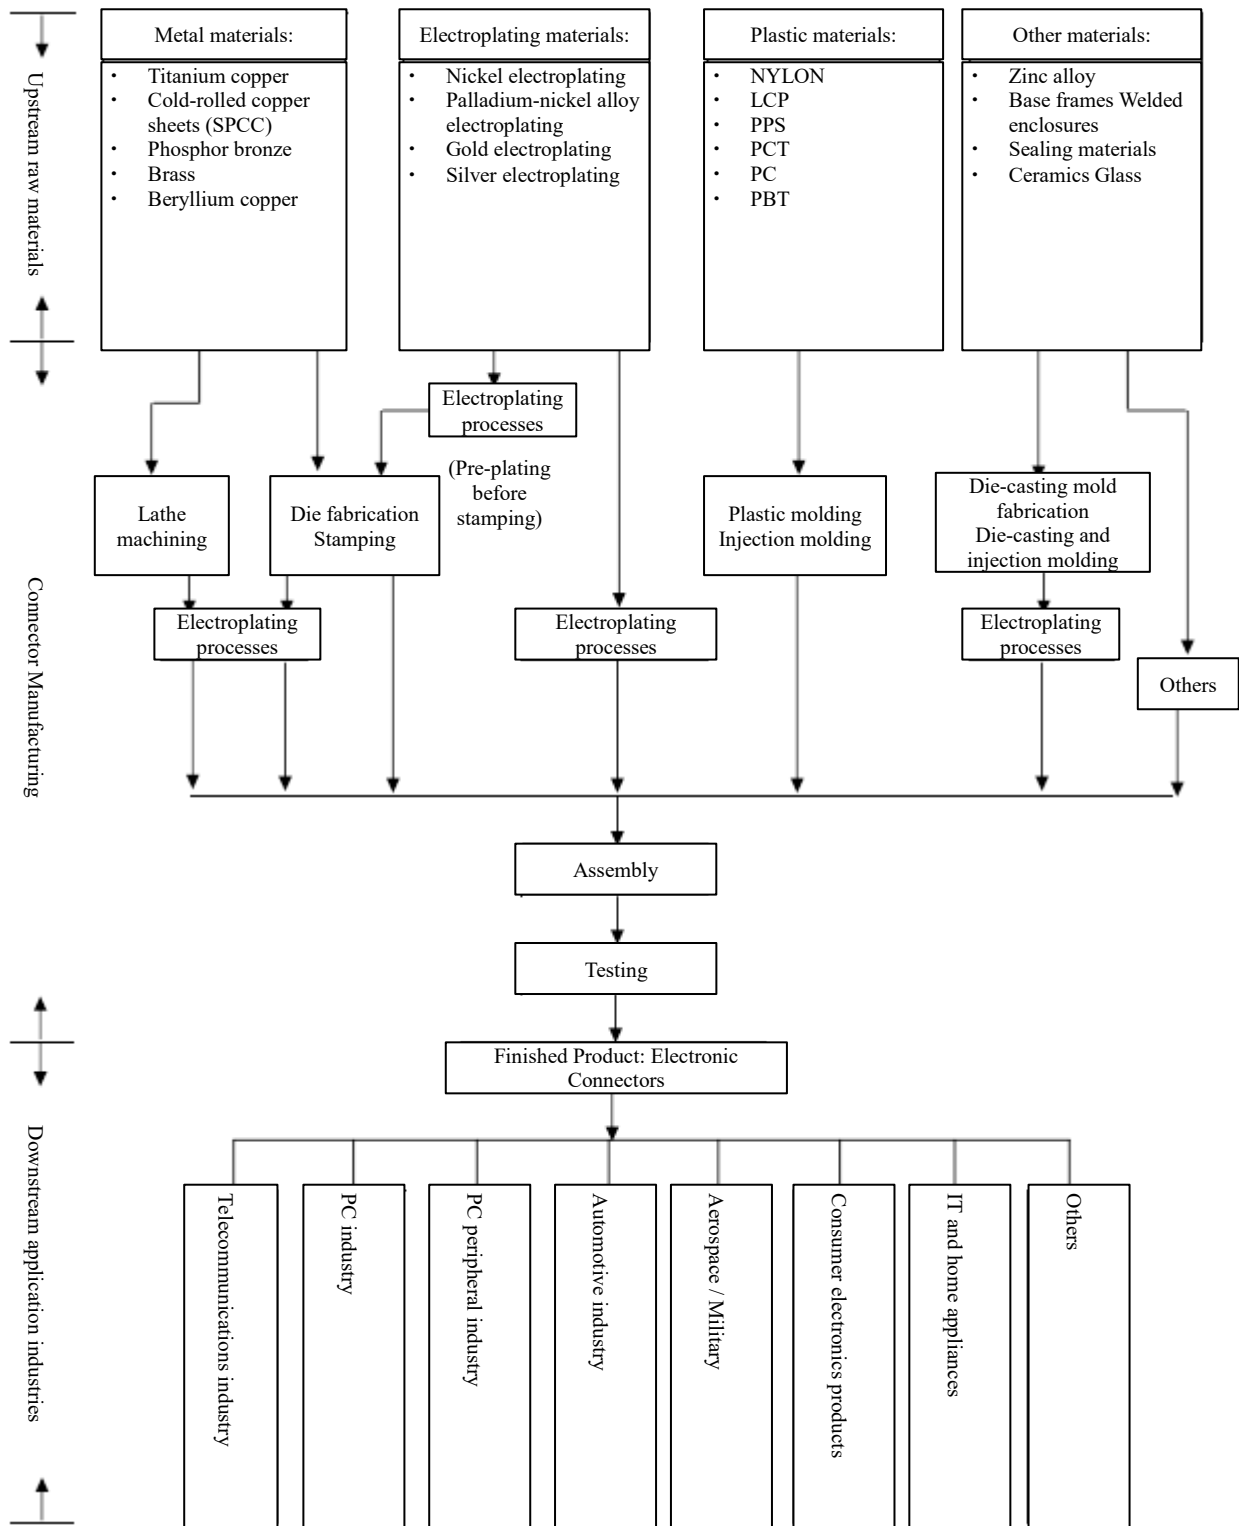 Upstream raw materials
Metal materials:
· Titanium copper
· Cold-rolled copper
sheets (SPCC)
· Phosphor bronze
· Brass
· Beryllium copper
Electroplating materials:
· Nickel electroplating
· Palladium-nickel alloy
electroplating
· Gold electroplating
· Silver electroplating
Plastic materials:
· NYLON
· LCP
· PPS
· PCT
· PC
· PBT
Other materials:
· Zinc alloy
· Base frames Welded
enclosures
· Sealing materials
· Ceramics Glass
Connector Manufacturing
Electroplating
processes
(Pre-plating
before
stamping)
Lathe
machining
Die fabrication
Stamping
Plastic molding
Injection molding
Die-casting mold
fabrication
Die-casting and
injection molding
Electroplating
processes
Electroplating
processes
Electroplating
processes
Others
Assembly
Testing
Finished Product: Electronic
Connectors
Downstream application industries
Telecommunications industry
PC industry
PC peripheral industry
Automotive industry
Aerospace / Military
Consumer electronics products
IT and home appliances
Others